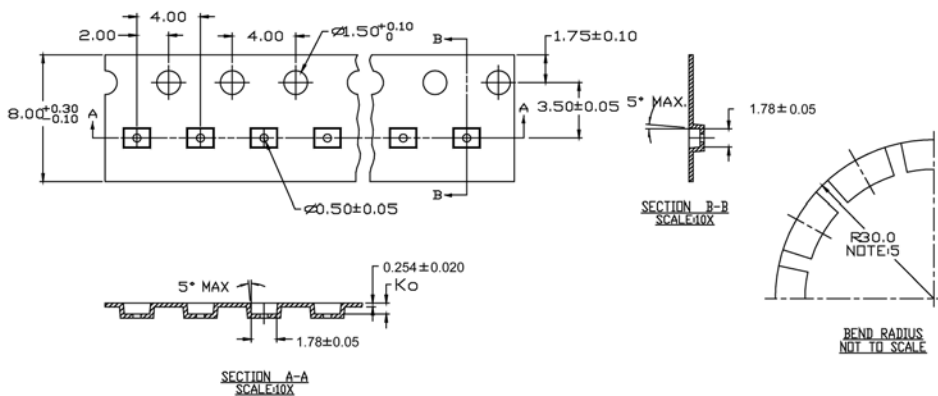 4.00
2.00
4.00
Ø1.50+0.10 0
B
1.75±0.10
8.00+0.30 -0.10
A
A
3.50±0.05
B
Ø0.50±0.05
5° MAX.
1.78±0.05
SECTION B-B
SCALE:10X
R30.0
NOTE:5
BEND RADIUS
NOT TO SCALE
5° MAX
0.254±0.020
Ko
1.78±0.05
SECTION A-A
SCALE:10X